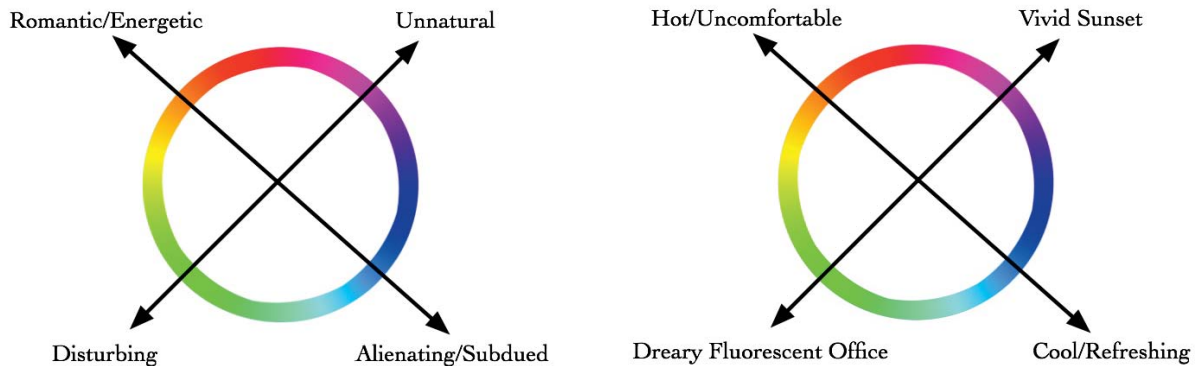 Romantic/Energetic
Unnatural
Disturbing
Alienating/Subdued
Hot/Uncomfortable
Vivid Sunset
Dreary Fluorescent Office
Cool/Refreshing